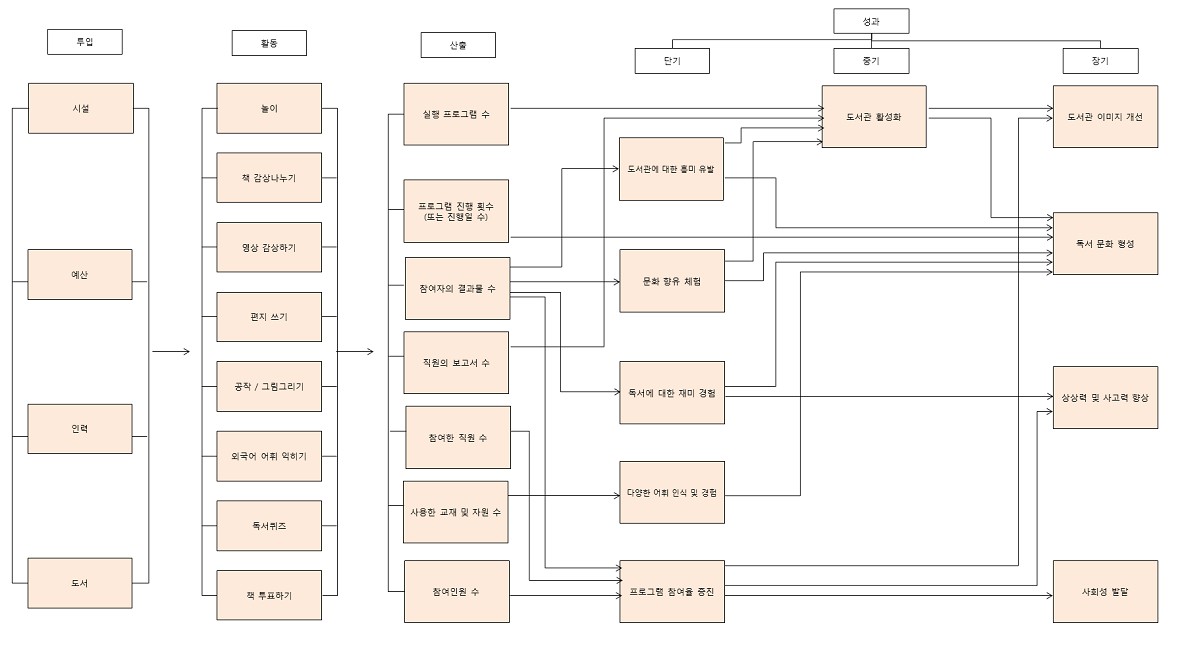 투입
활동
산출
성과
단기
중기
장기
시설
예산
인력
도서
놀이
책 감상나누기
영상 감상하기
편지 쓰기
공작 / 그림그리기
외국어 어휘 익히기
독서퀴즈
책 투표하기
실행 프로그램 수
프로그램 진행 횟수
(또는 진행일 수)
참여자의 결과물 수
직원의 보고서 수
참여한 직원 수
사용한 교재 및 자원 수
참여인원 수
도서관에 대한 흥미 유발
문화 향유 체험
독서에 대한 재미 경험
다양한 어휘 인식 및 경험
프로그램 참여율 증진
도서관 활성화
도서관 이미지 개선
독서 문화 형성
상상력 및 사고력 향상
사회성 발달